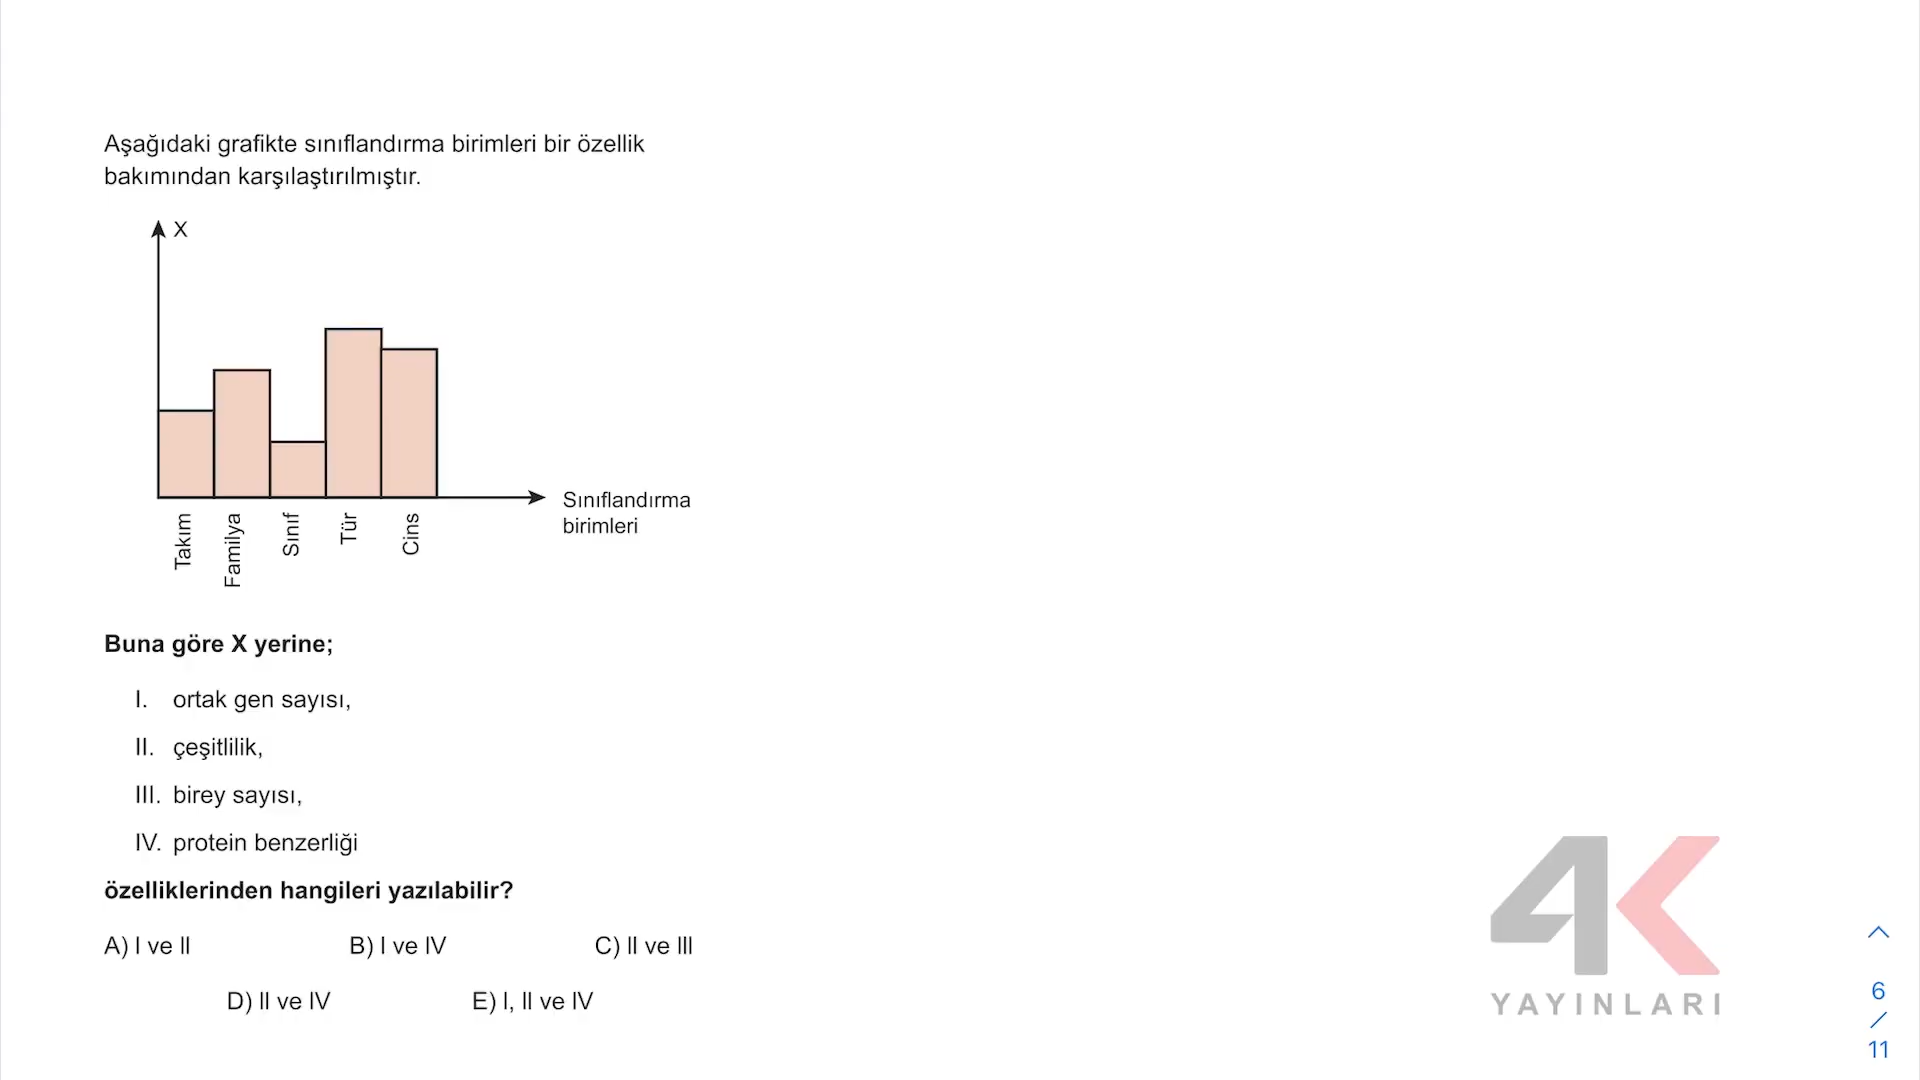 Aşağıdaki grafikte sınıflandırma birimleri bir özellik
bakımından karşılaştırılmıştır.
X
Sınıflandırma
birimleri
Takım
Familya
Sınıf
Tür
Cins
Buna göre X yerine;
I. ortak gen sayısı,
II. çeşitlilik,
III. birey sayısı,
IV. protein benzerliği
özelliklerinden hangileri yazılabilir?
A) I ve II B) I ve IV C) II ve III
D) II ve IV E) I, II ve IV
4K
YAYINLARI
6
/
11